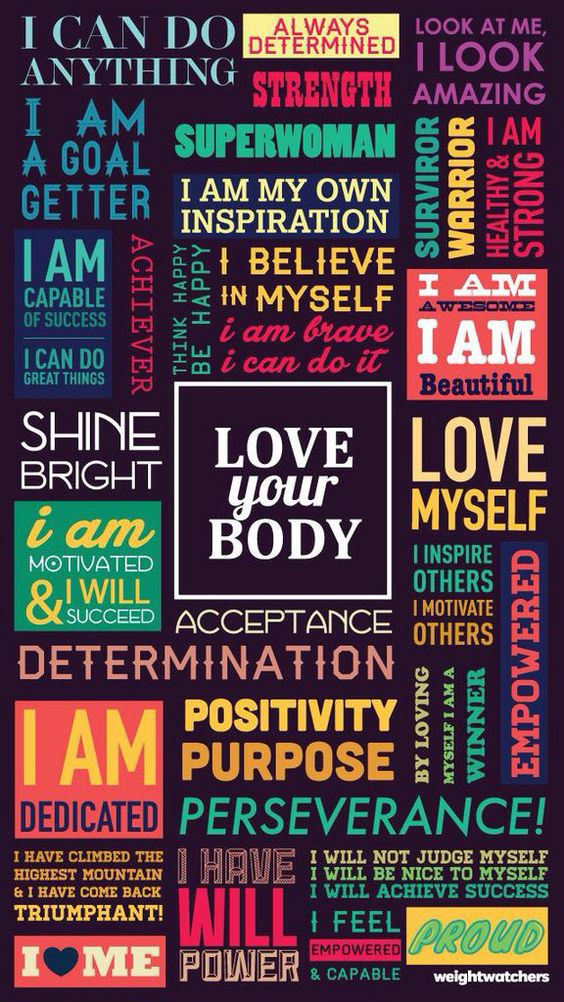 I CAN DO
ANYTHING
ALWAYS
DETERMINED
LOOK AT ME,
I LOOK
AMAZING
STRENGTH
I AM
A GOAL
GETTER
SUPERWOMAN
SURVIROR
WARRIOR
HEALTHY &
I AM
STRONG
I AM MY OWN
INSPIRATION
I AM
CAPABLE
OF SUCCESS
I CAN DO
GREAT THINGS
ACHIEVER
THINK HAPPY
BE HAPPY
I BELIEVE
IN MYSELF
i am brave
i can do it
I AM
AWESOME
I AM
Beautiful
SHINE
BRIGHT
LOVE
your
BODY
LOVE
MYSELF
i am
MOTIVATED
& I WILL
SUCCEED
I INSPIRE
OTHERS
I MOTIVATE
OTHERS
EMPOWERED
ACCEPTANCE
DETERMINATION
BY LOVING
MYSELF I AM A
WINNER
I AM
DEDICATED
POSITIVITY
PURPOSE
PERSEVERANCE!
I HAVE CLIMBED THE
HIGHEST MOUNTAIN
& I HAVE COME BACK
TRIUMPHANT!
I HAVE
WILL
POWER
I WILL NOT JUDGE MYSELF
I WILL BE NICE TO MYSELF
I WILL ACHIEVE SUCCESS
I FEEL
EMPOWERED
& CAPABLE
PROUD
I ♥ ME
weightwatchers